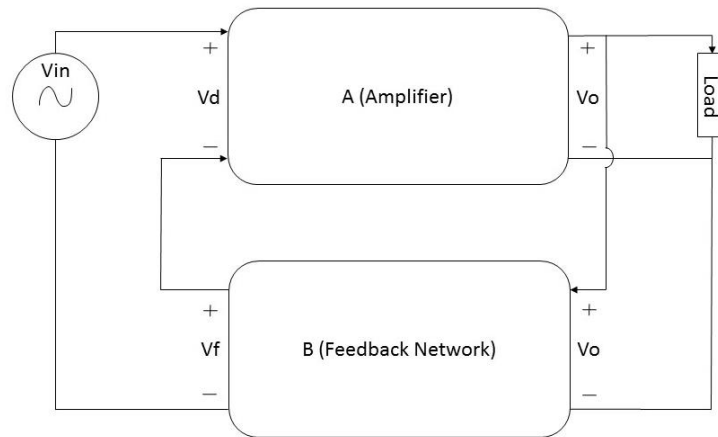 Vin
+
Vd
−
A (Amplifier)
+
Vo
−
Load
+
Vf
−
B (Feedback Network)
+
Vo
−